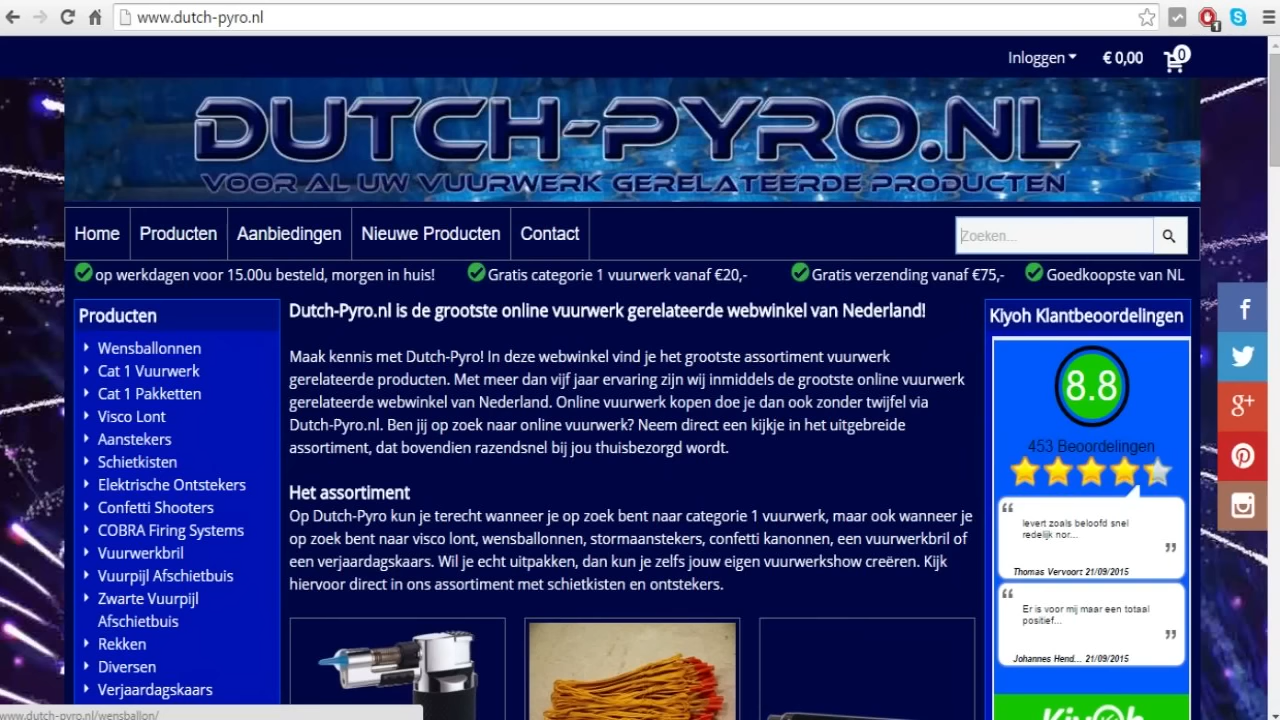 www.dutch-pyro.nl
1
Inloggen
€ 0,00
0
DUTCH-PYRO.NL
VOOR AL UW VUURWERK GERELATEERDE PRODUCTEN
Home
Producten
Aanbiedingen
Nieuwe Producten
Contact
Zoeken...
op werkdagen voor 15.00u besteld, morgen in huis!
Gratis categorie 1 vuurwerk vanaf €20,-
Gratis verzending vanaf €75,-
Goedkoopste van NL
Producten
Wensballonnen
Cat 1 Vuurwerk
Cat 1 Pakketten
Visco Lont
Aanstekers
Schietkisten
Elektrische Ontstekers
Confetti Shooters
COBRA Firing Systems
Vuurwerkbril
Vuurpijl Afschietbuis
Zwarte Vuurpijl
Afschietbuis
Rekken
Diversen
Verjaardagskaars
Dutch-Pyro.nl is de grootste online vuurwerk gerelateerde webwinkel van Nederland!
Maak kennis met Dutch-Pyro! In deze webwinkel vind je het grootste assortiment vuurwerk
gerelateerde producten. Met meer dan vijf jaar ervaring zijn wij inmiddels de grootste online vuurwerk
gerelateerde webwinkel van Nederland. Online vuurwerk kopen doe je dan ook zonder twijfel via
Dutch-Pyro.nl. Ben jij op zoek naar online vuurwerk? Neem direct een kijkje in het uitgebreide
assortiment, dat bovendien razendsnel bij jou thuisbezorgd wordt.
Het assortiment
Op Dutch-Pyro kun je terecht wanneer je op zoek bent naar categorie 1 vuurwerk, maar ook wanneer je
op zoek bent naar visco lont, wensballonnen, stormaanstekers, confetti kanonnen, een vuurwerkbril of
een verjaardagskaars. Wil je echt uitpakken, dan kun je zelfs jouw eigen vuurwerkshow creëren. Kijk
hiervoor direct in ons assortiment met schietkisten en ontstekers.
Kiyoh Klantbeoordelingen
8.8
453 Beoordelingen
“
levert zoals beloofd snel
redelijk nor...
”
Thomas Vervoort 21/09/2015
“
Er is voor mij maar een totaal
positief...
”
Johannes Hend... 21/09/2015
Kiyoh
f
g+
www.dutch-pyro.nl/wensballon/